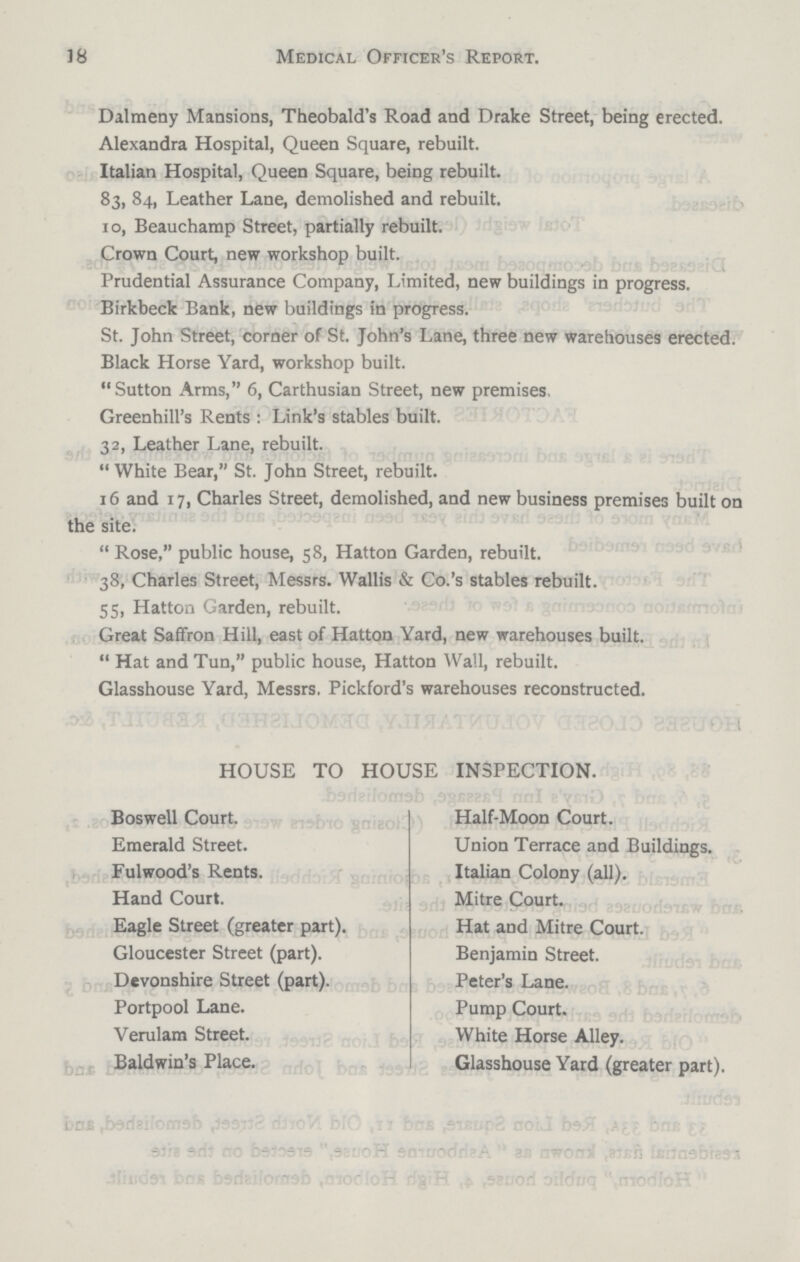 18 MEDICAL OFFICER'S REPORT.
Dalmeny Mansions, Theobald's Road and Drake Street, being erected.
Alexandra Hospital, Queen Square, rebuilt.
Italian Hospital, Queen Square, being rebuilt.
83, 84, Leather Lane, demolished and rebuilt.
10, Beauchamp Street, partially rebuilt.
Crown Court, new workshop built.
Prudential Assurance Company, Limited, new buildings in progress.
Birkbeck Bank, new buildings in progress.
St. John Street, corner of St. John's Lane, three new warehouses erected.
Black Horse Yard, workshop built.
"Sutton Arms," 6, Carthusian Street, new premises.
Greenhill's Rents : Link's stables built.
32, Leather Lane, rebuilt.
" White Bear," St. John Street, rebuilt.
16 and 17, Charles Street, demolished, and new business premises built on
the site.
" Rose," public house, 58, Hatton Garden, rebuilt.
38, Charles Street, Messrs. Wallis & Co.'s stables rebuilt.
55, Hatton Garden, rebuilt.
Great Saffron Hill, east of Hatton Yard, new warehouses built.
" Hat and Tun," public house, Hatton Wall, rebuilt.
Glasshouse Yard, Messrs. Pickford's warehouses reconstructed.
HOUSE TO HOUSE INSPECTION.
Boswell Court.
Emerald Street.
Fulwood's Rents.
Hand Court.
Eagle Street (greater part).
Gloucester Street (part).
Devonshire Street (part).
Portpool Lane.
Verulam Street.
Baldwin's Place.
Half-Moon Court.
Union Terrace and Buildings.
Italian Colony (all).
Mitre Court.
Hat and Mitre Court.
Benjamin Street.
Peter's Lane.
Pump Court.
White Horse Alley.
Glasshouse Yard (greater part).